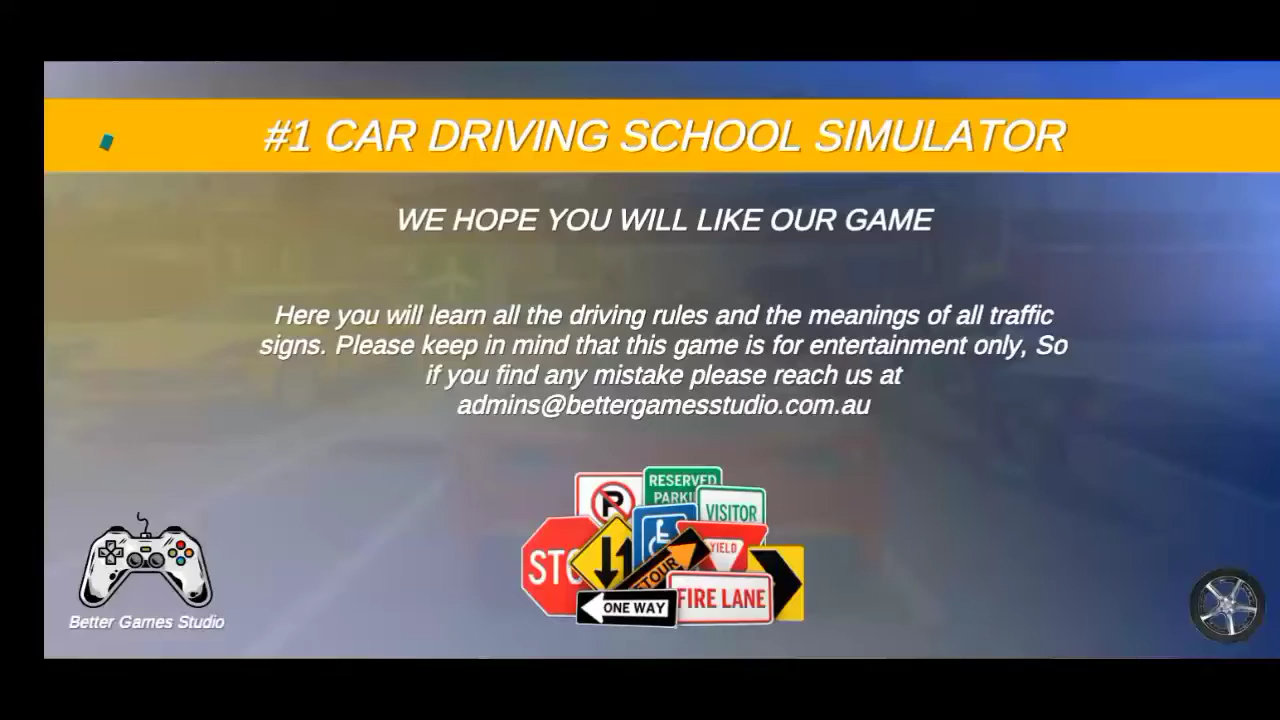 #1 CAR DRIVING SCHOOL SIMULATOR
WE HOPE YOU WILL LIKE OUR GAME
Here you will learn all the driving rules and the meanings of all traffic
signs. Please keep in mind that this game is for entertainment only, So
if you find any mistake please reach us at
admins@bettergamesstudio.com.au
RESERVED
P
VISITOR
YIELD
FIRE LANE
ONE WAY
Better Games Studio